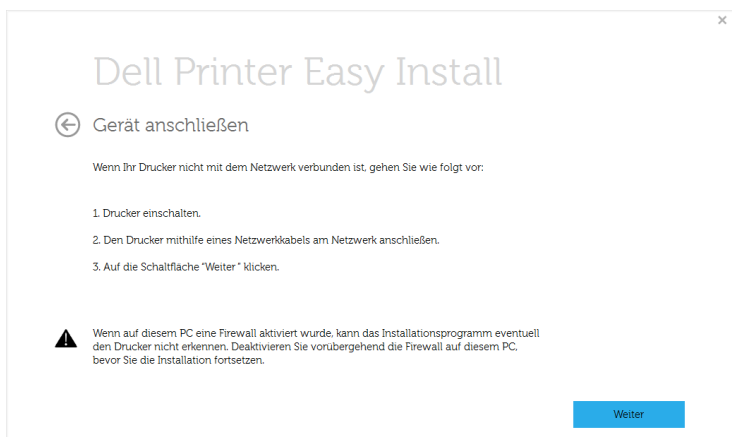 Dell Printer Easy Install
Gerät anschließen
Wenn Ihr Drucker nicht mit dem Netzwerk verbunden ist, gehen Sie wie folgt vor:
1. Drucker einschalten.
2. Den Drucker mithilfe eines Netzwerkkabels am Netzwerk anschließen.
3. Auf die Schaltfläche "Weiter " klicken.
Wenn auf diesem PC eine Firewall aktiviert wurde, kann das Installationsprogramm eventuell
den Drucker nicht erkennen. Deaktivieren Sie vorübergehend die Firewall auf diesem PC,
bevor Sie die Installation fortsetzen.
Weiter